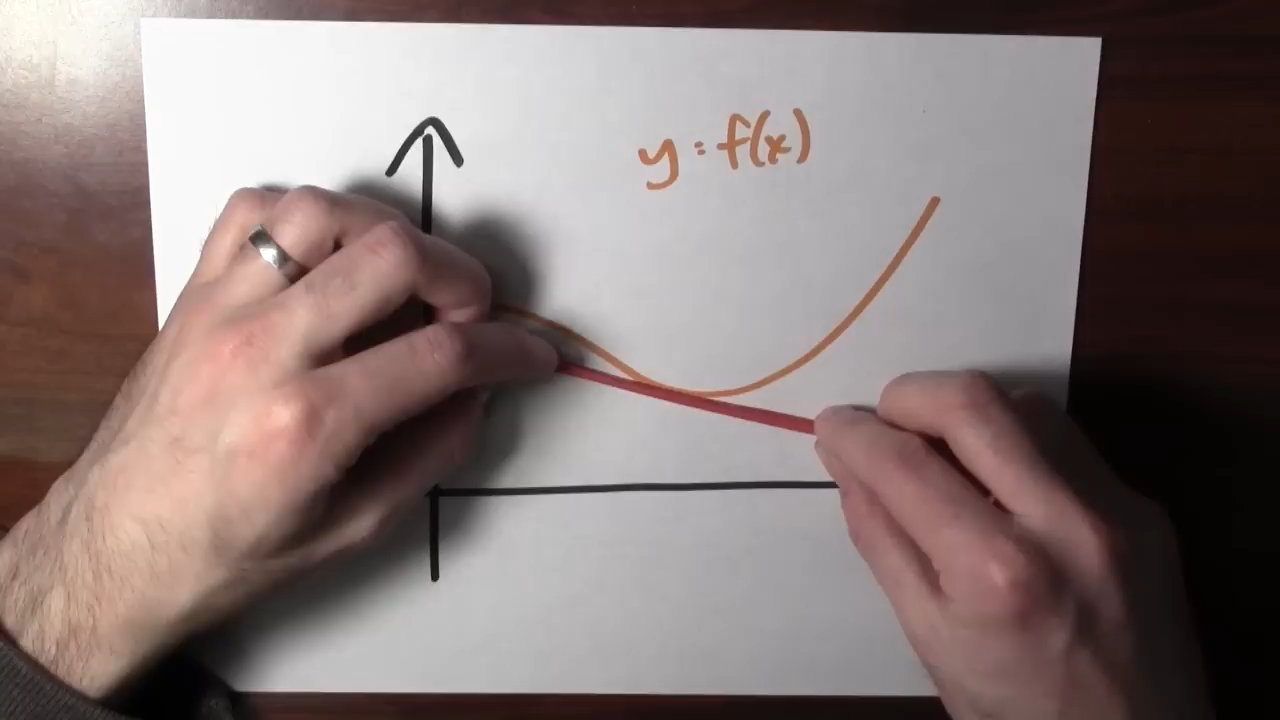 y = f(x)